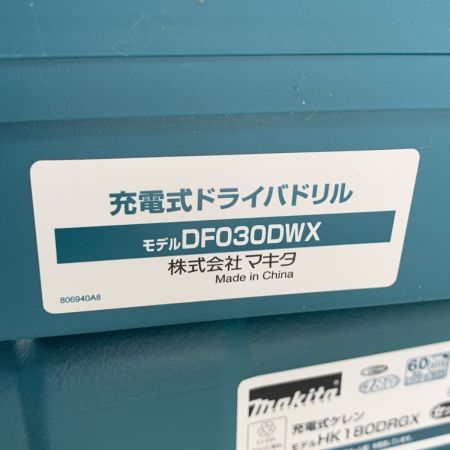 充電式ドライバドリル
モデルDF030DWX
株式会社マキタ
Made in China
806940A8
makita
60
充電式ケレン
モデルHK180DRGX